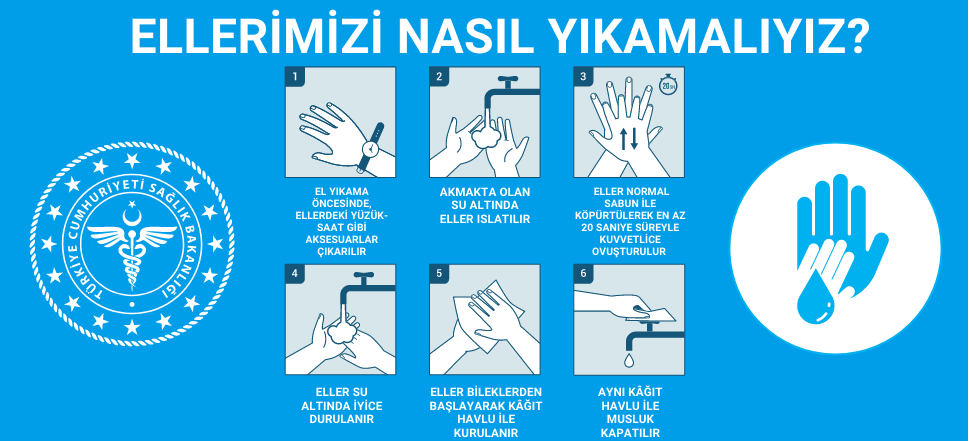 ELLERİMİZİ NASIL YIKAMALIYIZ?
TÜRKİYE CUMHURİYETİ SAĞLIK BAKANLIĞI
1
EL YIKAMA
ÖNCESİNDE,
ELLERDEKİ YÜZÜK-
SAAT GİBİ
AKSESUARLAR
ÇIKARILIR
2
AKMAKTA OLAN
SU ALTINDA
ELLER ISLATILIR
3
20 SN
ELLER NORMAL
SABUN İLE
KÖPÜRTÜLEREK EN AZ
20 SANIYE SÜREYLE
KUVVETLİCE
OVUŞTURULUR
4
ELLER SU
ALTINDA İYİCE
DURULANIR
5
ELLER BİLEKLERDEN
BAŞLAYARAK KÂĞIT
HAVLU İLE
KURULANIR
6
AYNI KÂĞIT
HAVLU İLE
MUSLUK
KAPATILIR